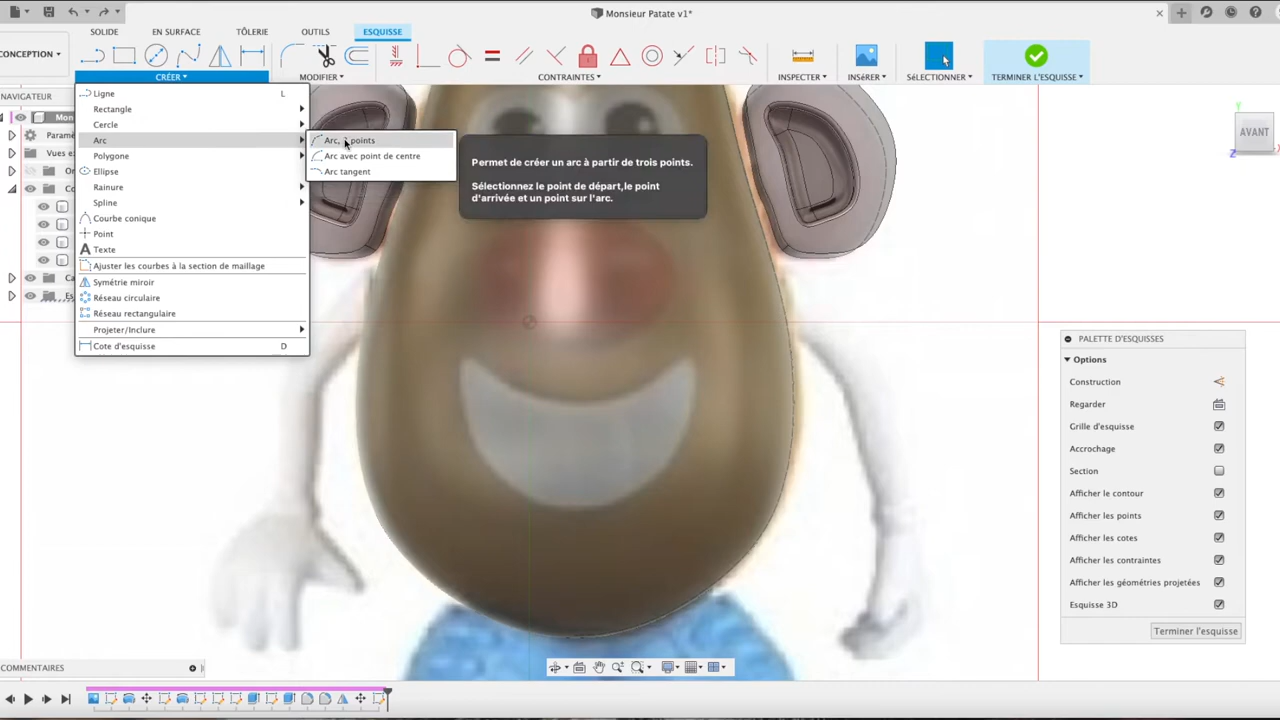 Monsieur Patate v1*
SOLIDE
EN SURFACE
TÔLERIE
OUTILS
ESQUISSE
CONCEPTION
CRÉER
MODIFIER
CONTRAINTES
INSPECTER
INSÉRER
SÉLECTIONNER
TERMINER L'ESQUISSE
NAVIGATEUR
Ligne L
Rectangle
Cercle
Arc
Polygone
Ellipse
Rainure
Spline
Courbe conique
Point
Texte
Ajuster les courbes à la section de maillage
Symétrie miroir
Réseau circulaire
Réseau rectangulaire
Projeter/Inclure
Cote d'esquisse D
Arc, 3 points
Arc avec point de centre
Arc tangent
Permet de créer un arc à partir de trois points.
Sélectionnez le point de départ,le point
d'arrivée et un point sur l'arc.
AVANT
Z
PALETTE D'ESQUISSES
Options
Construction
Regarder
Grille d'esquisse
Accrochage
Section
Afficher le contour
Afficher les points
Afficher les cotes
Afficher les contraintes
Afficher les géométries projetées
Esquisse 3D
Terminer l'esquisse
COMMENTAIRES